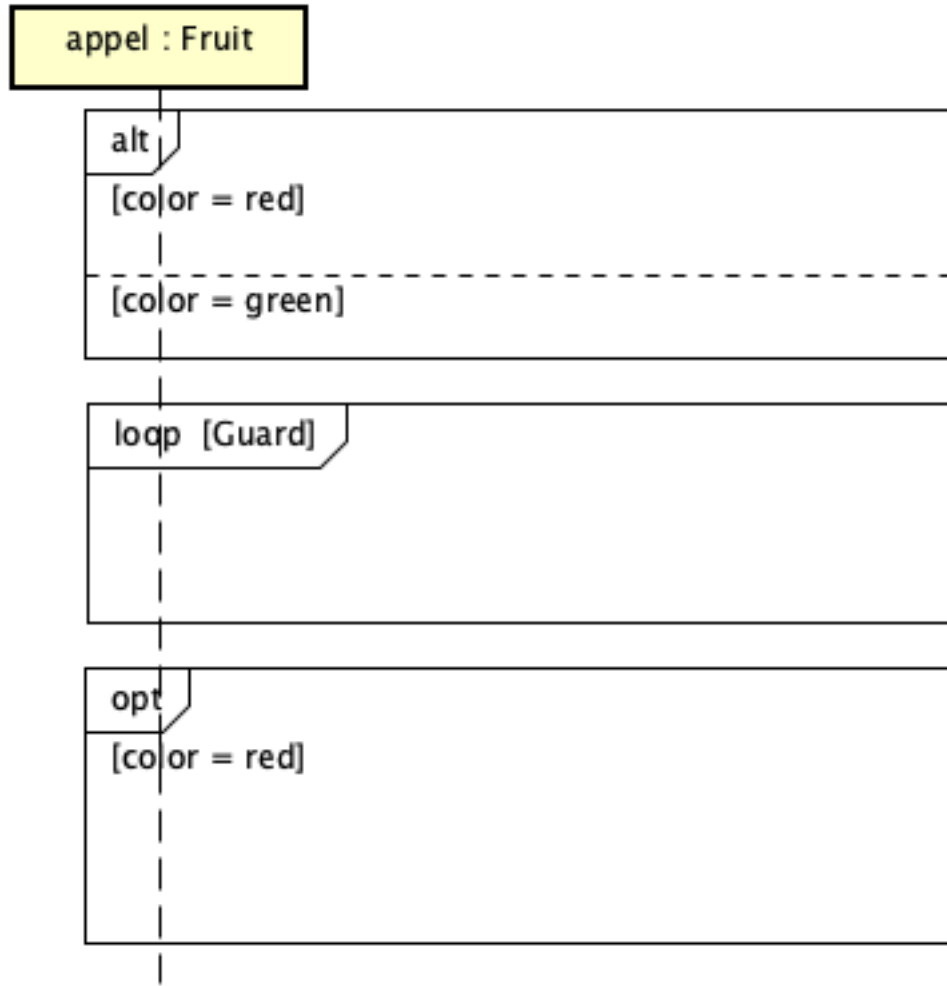 appel : Fruit
alt
[color = red]
[color = green]
loop [Guard]
opt
[color = red]